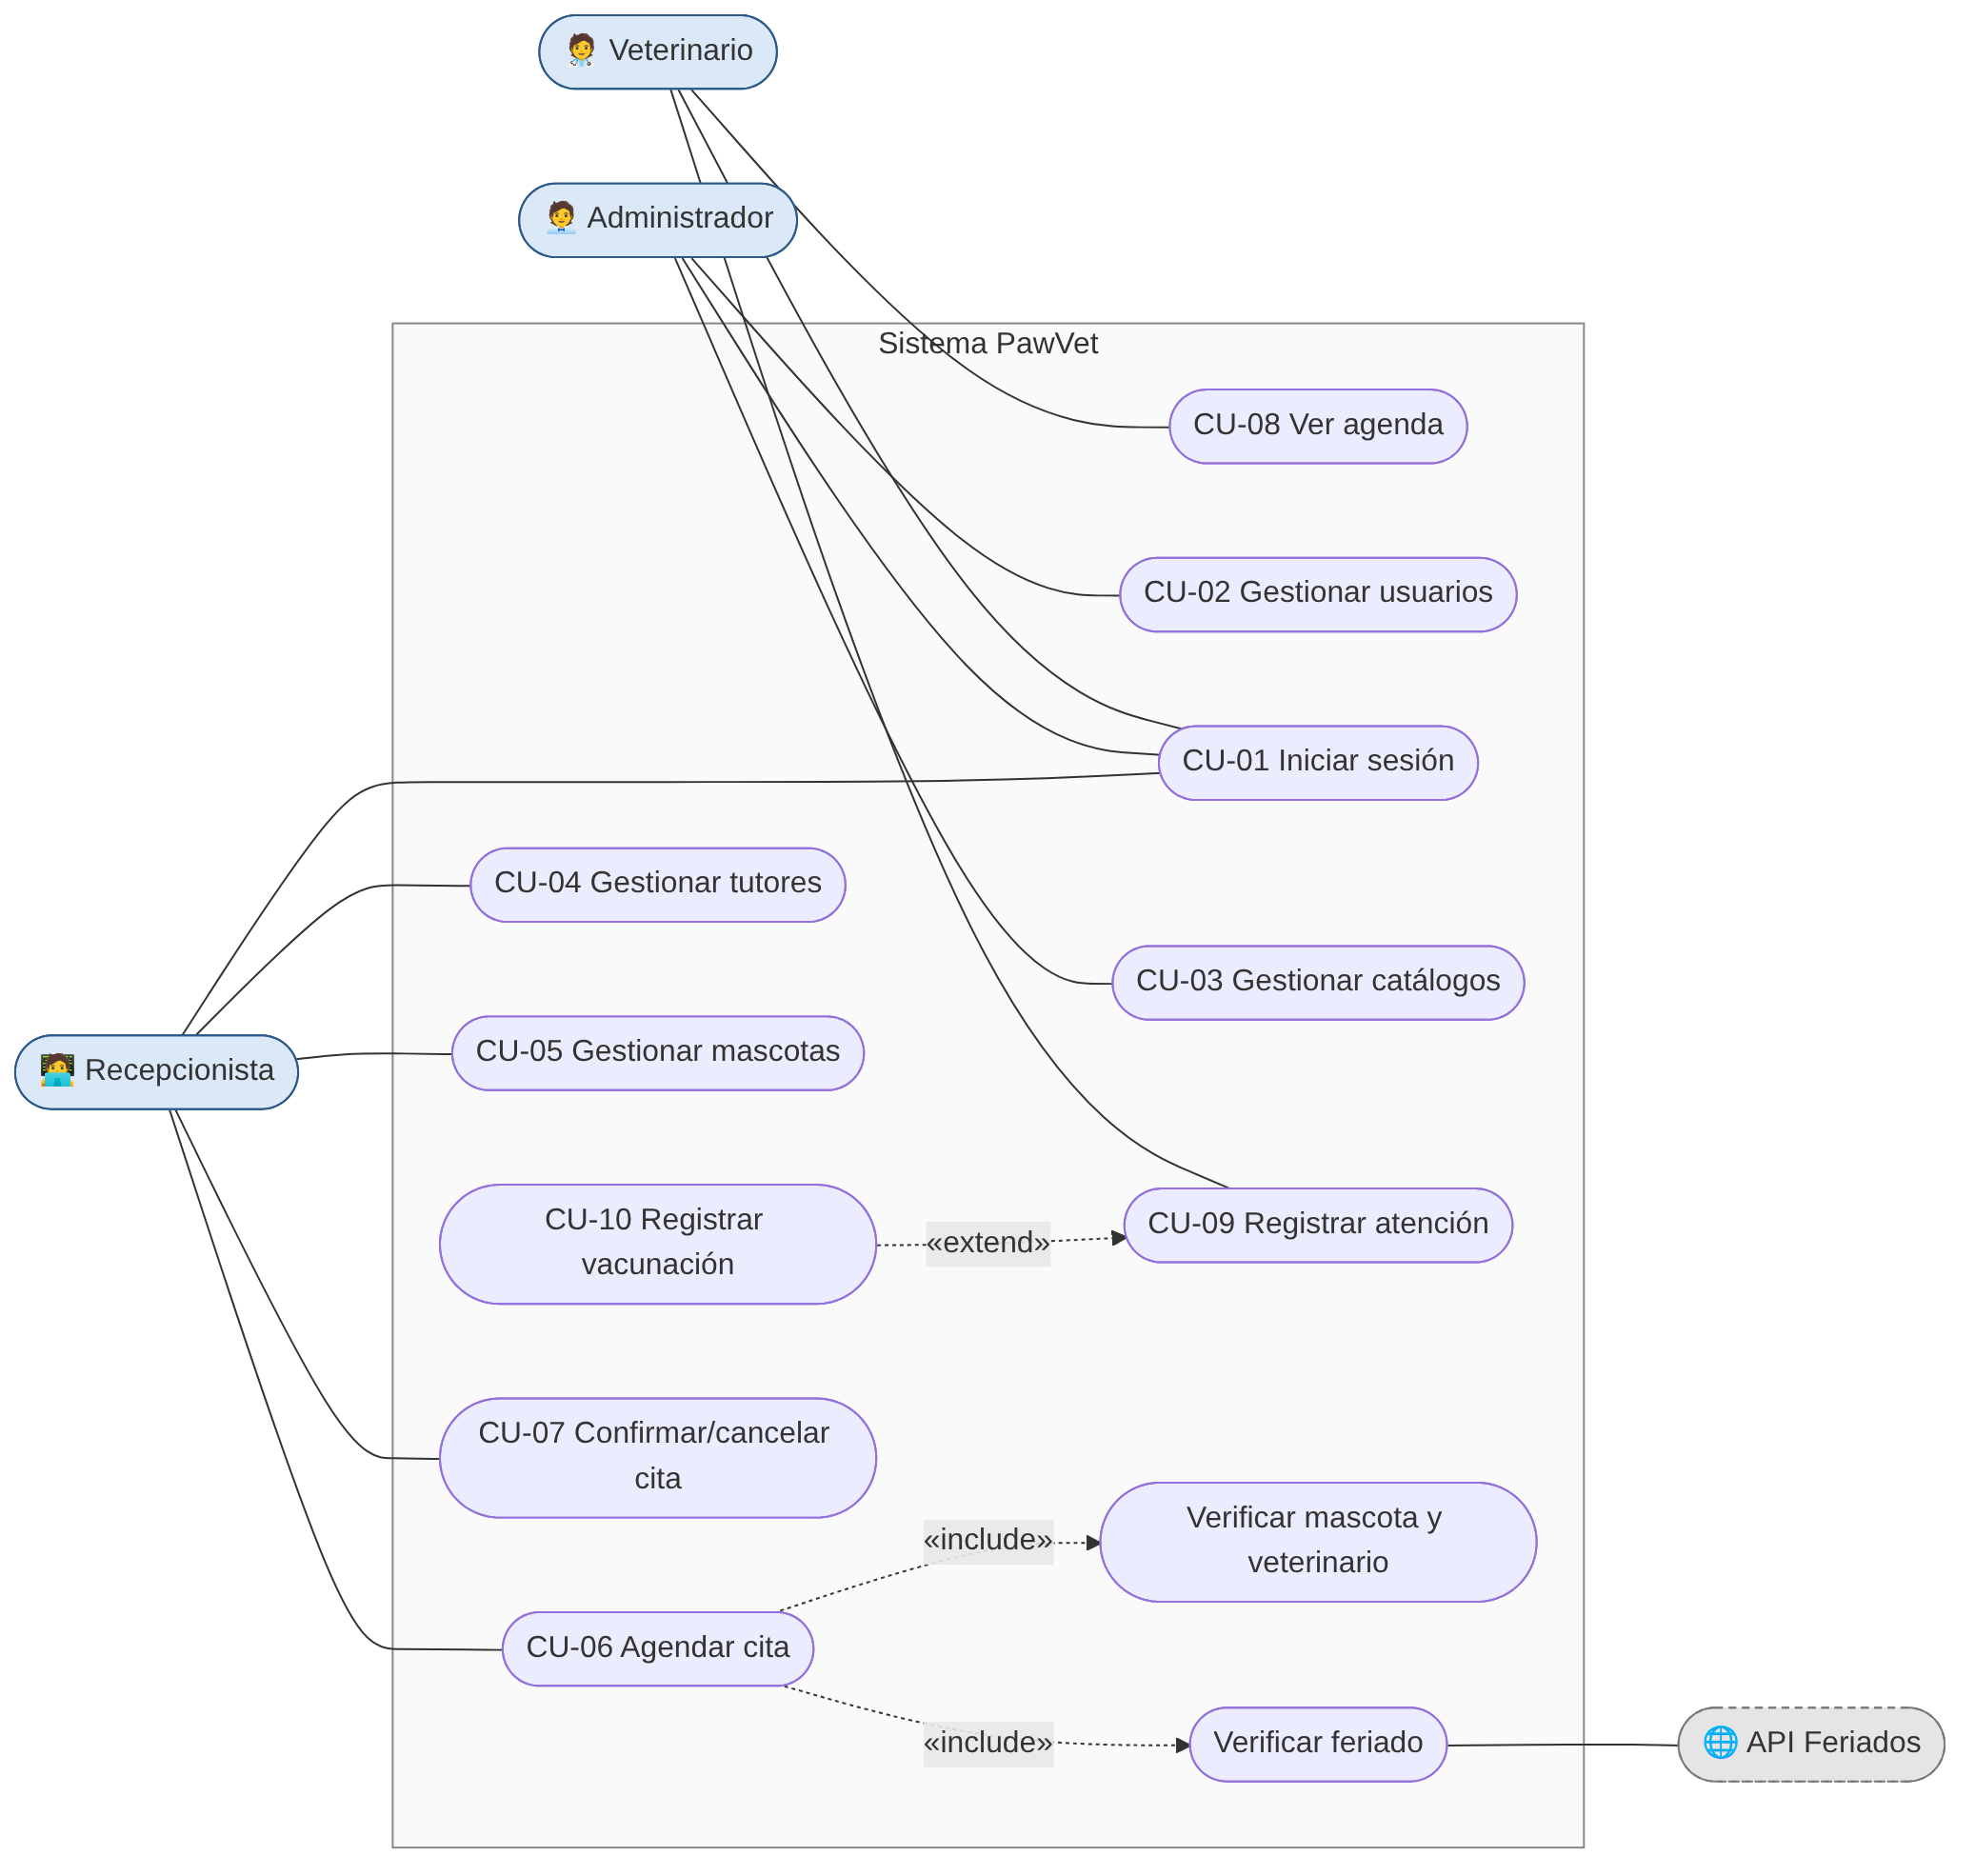 Veterinario
Administrador
Sistema PawVet
CU-08 Ver agenda
CU-02 Gestionar usuarios
CU-01 Iniciar sesión
CU-04 Gestionar tutores
CU-03 Gestionar catálogos
CU-05 Gestionar mascotas
Recepcionista
CU-10 Registrar
vacunación
«extend»
CU-09 Registrar atención
CU-07 Confirmar/cancelar
cita
«include»
Verificar mascota y
veterinario
CU-06 Agendar cita
«include»
Verificar feriado
API Feriados